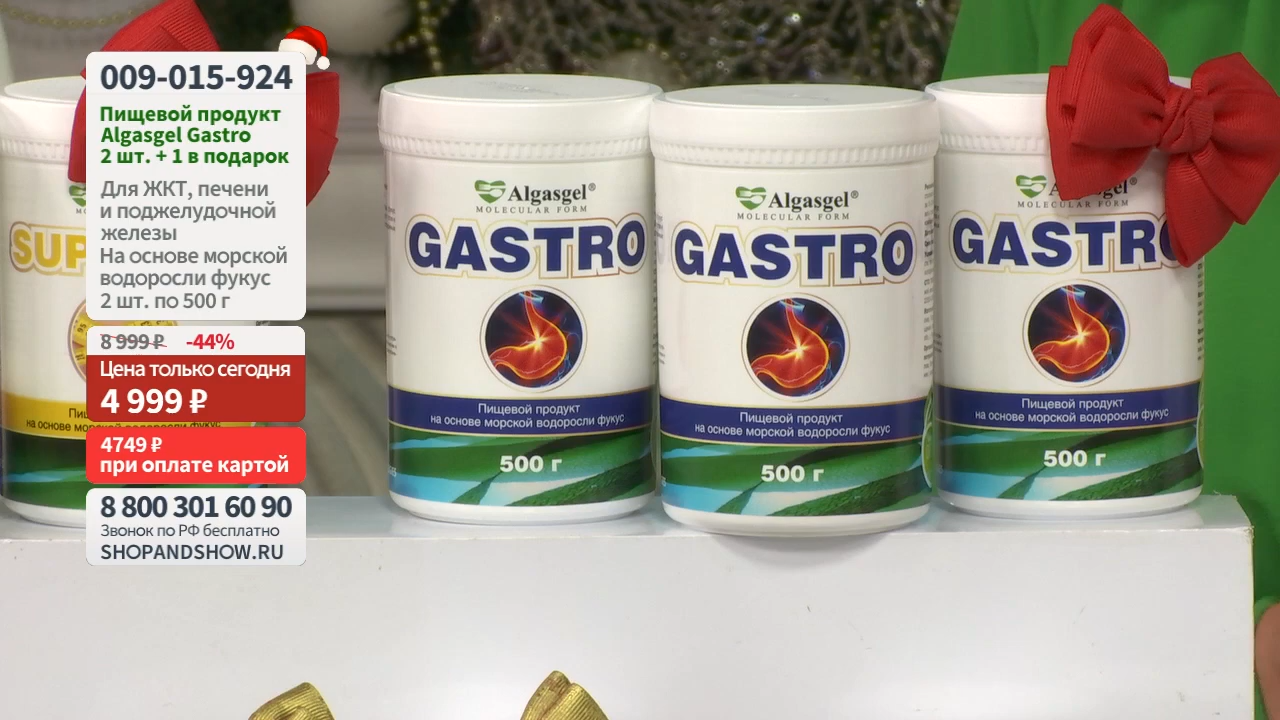 009-015-924
Пищевой продукт
Algasgel Gastro
2 шт. + 1 в подарок
Для ЖКТ, печени
и поджелудочной
железы
На основе морской
водоросли фукус
2 шт. по 500 г
8 999 ₽ -44%
Цена только сегодня
4 999 ₽
4749 ₽
при оплате картой
8 800 301 60 90
Звонок по РФ бесплатно
SHOPANDSHOW.RU
SUP
Algasgel®
MOLECULAR FORM
GASTRO
Пищевой продукт
на основе морской водоросли фукус
500 г
Algasgel®
MOLECULAR FORM
GASTRO
Пищевой продукт
на основе морской водоросли фукус
500 г
MOLECULAR FORM
GASTRO
Пищевой продукт
на основе морской водоросли фукус
500 г